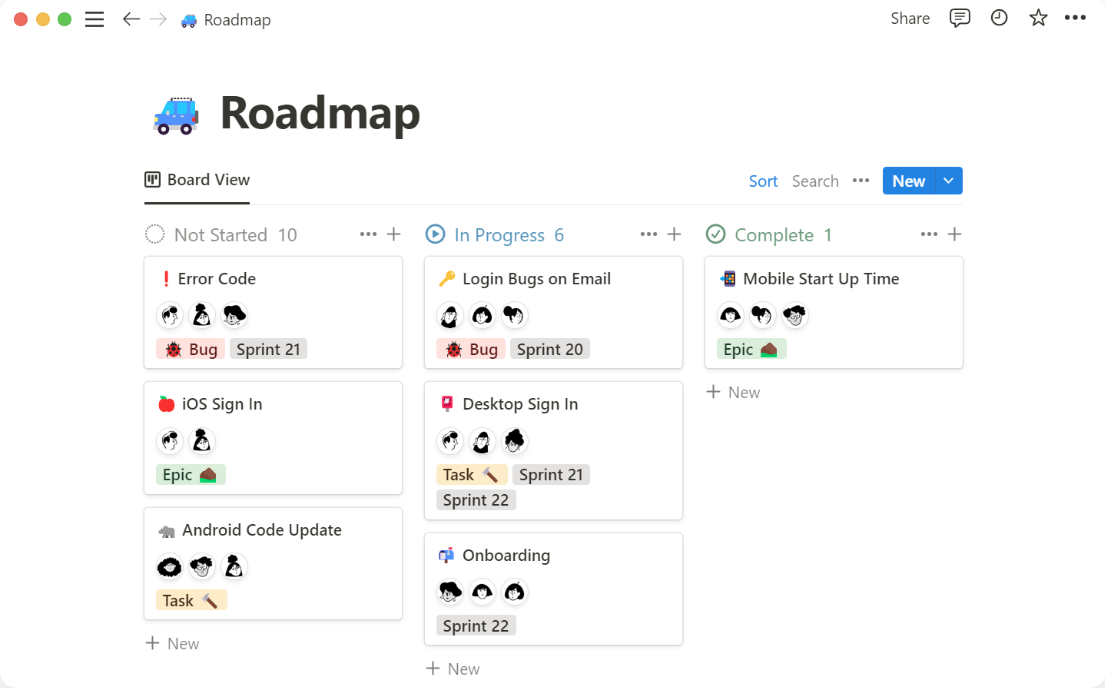 Roadmap
Share
Roadmap
Board View
Sort Search New
Not Started 10
Error Code
Bug Sprint 21
iOS Sign In
Epic
Android Code Update
Task
New
In Progress 6
Login Bugs on Email
Bug Sprint 20
Desktop Sign In
Task Sprint 21
Sprint 22
Onboarding
Sprint 22
New
Complete 1
Mobile Start Up Time
Epic
New